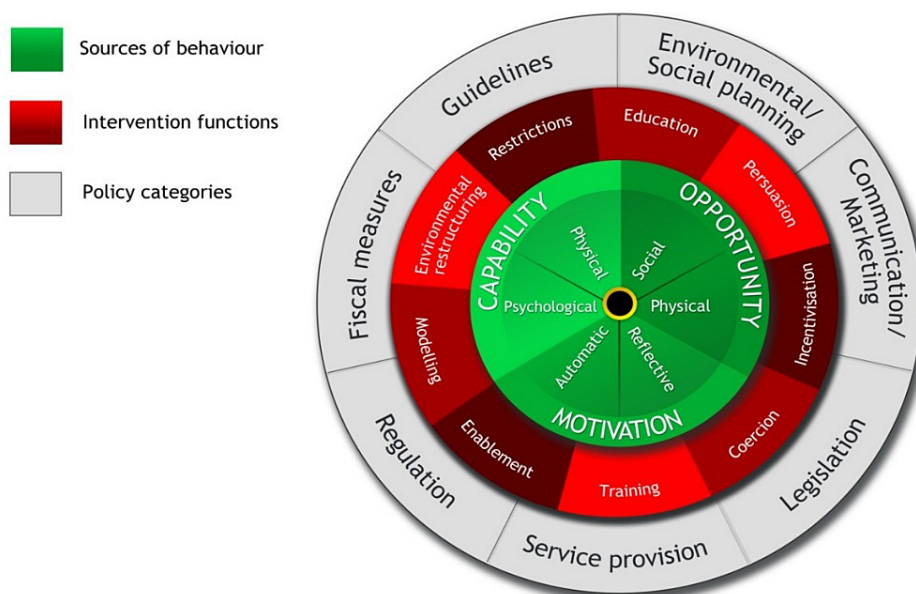 Sources of behaviour
Intervention functions
Policy categories
Guidelines
Environmental/
Social planning
Communication/
Marketing
Legislation
Service provision
Regulation
Fiscal measures
Restrictions
Education
Persuasion
Incentivisation
Coercion
Training
Enablement
Modelling
Environmental
restructuring
CAPABILITY
OPPORTUNITY
MOTIVATION
Physical
Social
Psychological
Physical
Automatic
Reflective